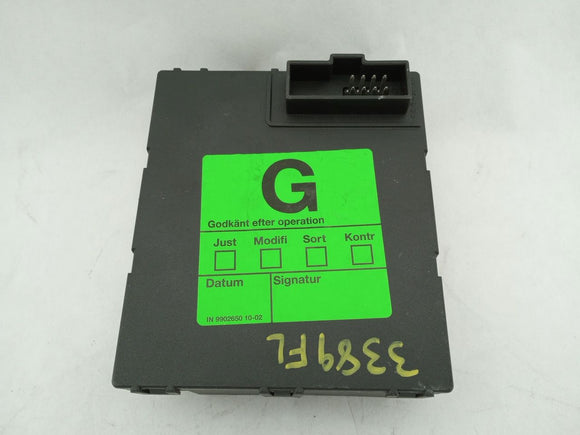 G
Godkänt efter operation
Just Modifi Sort Kontr
Datum Signatur
IN 9902650 10-02
3389FL